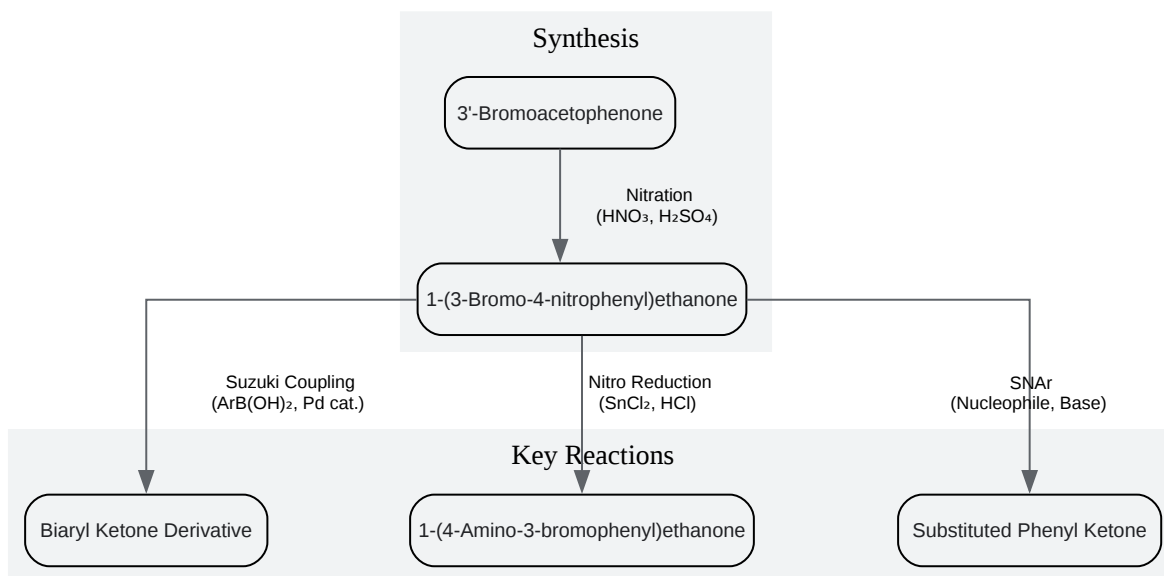 Synthesis
3'-Bromoacetophenone
Nitration
(HNO₃, H₂SO₄)
1-(3-Bromo-4-nitrophenyl)ethanone
Suzuki Coupling
(ArB(OH)₂, Pd cat.)
Nitro Reduction
(SnCl₂, HCl)
SNAr
(Nucleophile, Base)
Key Reactions
Biaryl Ketone Derivative
1-(4-Amino-3-bromophenyl)ethanone
Substituted Phenyl Ketone